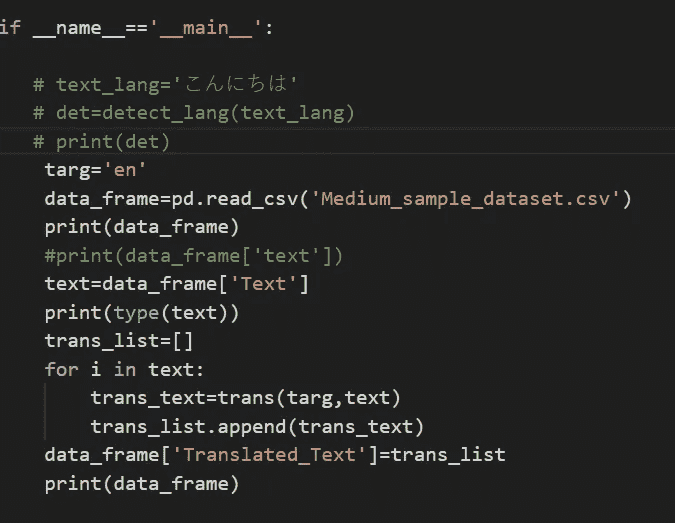 if __name__=='__main__':
# text_lang='こんにちは'
# det=detect_lang(text_lang)
# print(det)
targ='en'
data_frame=pd.read_csv('Medium_sample_dataset.csv')
print(data_frame)
#print(data_frame['text'])
text=data_frame['Text']
print(type(text))
trans_list=[]
for i in text:
trans_text=trans(targ,text)
trans_list.append(trans_text)
data_frame['Translated_Text']=trans_list
print(data_frame)